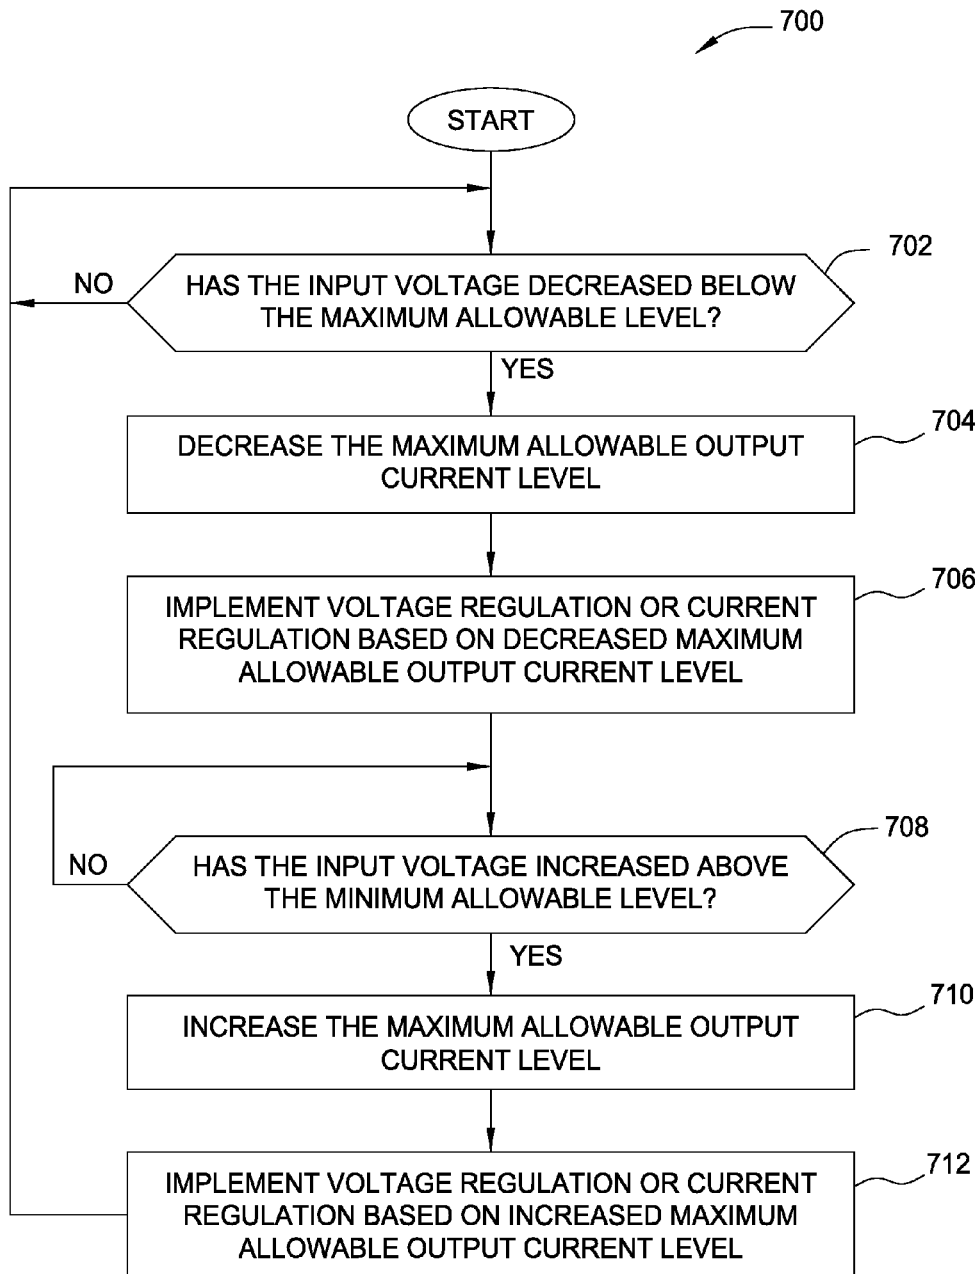 700
START
702
NO
HAS THE INPUT VOLTAGE DECREASED BELOW
THE MAXIMUM ALLOWABLE LEVEL?
YES
704
DECREASE THE MAXIMUM ALLOWABLE OUTPUT
CURRENT LEVEL
706
IMPLEMENT VOLTAGE REGULATION OR CURRENT
REGULATION BASED ON DECREASED MAXIMUM
ALLOWABLE OUTPUT CURRENT LEVEL
708
NO
HAS THE INPUT VOLTAGE INCREASED ABOVE
THE MINIMUM ALLOWABLE LEVEL?
YES
710
INCREASE THE MAXIMUM ALLOWABLE OUTPUT
CURRENT LEVEL
712
IMPLEMENT VOLTAGE REGULATION OR CURRENT
REGULATION BASED ON INCREASED MAXIMUM
ALLOWABLE OUTPUT CURRENT LEVEL